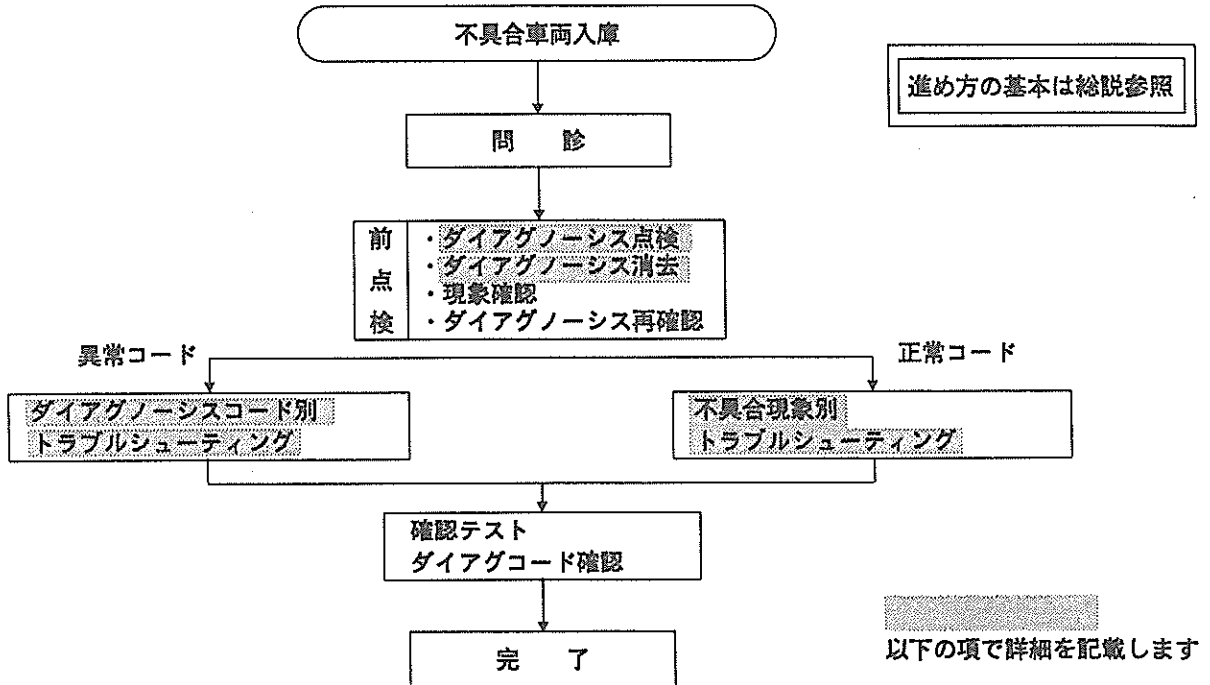 不具合車両入庫
進め方の基本は総説参照
問 診
前点検
・ダイアグノーシス点検
・ダイアグノーシス消去
・現象確認
・ダイアグノーシス再確認
異常コード
正常コード
ダイアグノーシスコード別
トラブルシューティング
不具合現象別
トラブルシューティング
確認テスト
ダイアグコード確認
完 了
以下の項で詳細を記載します